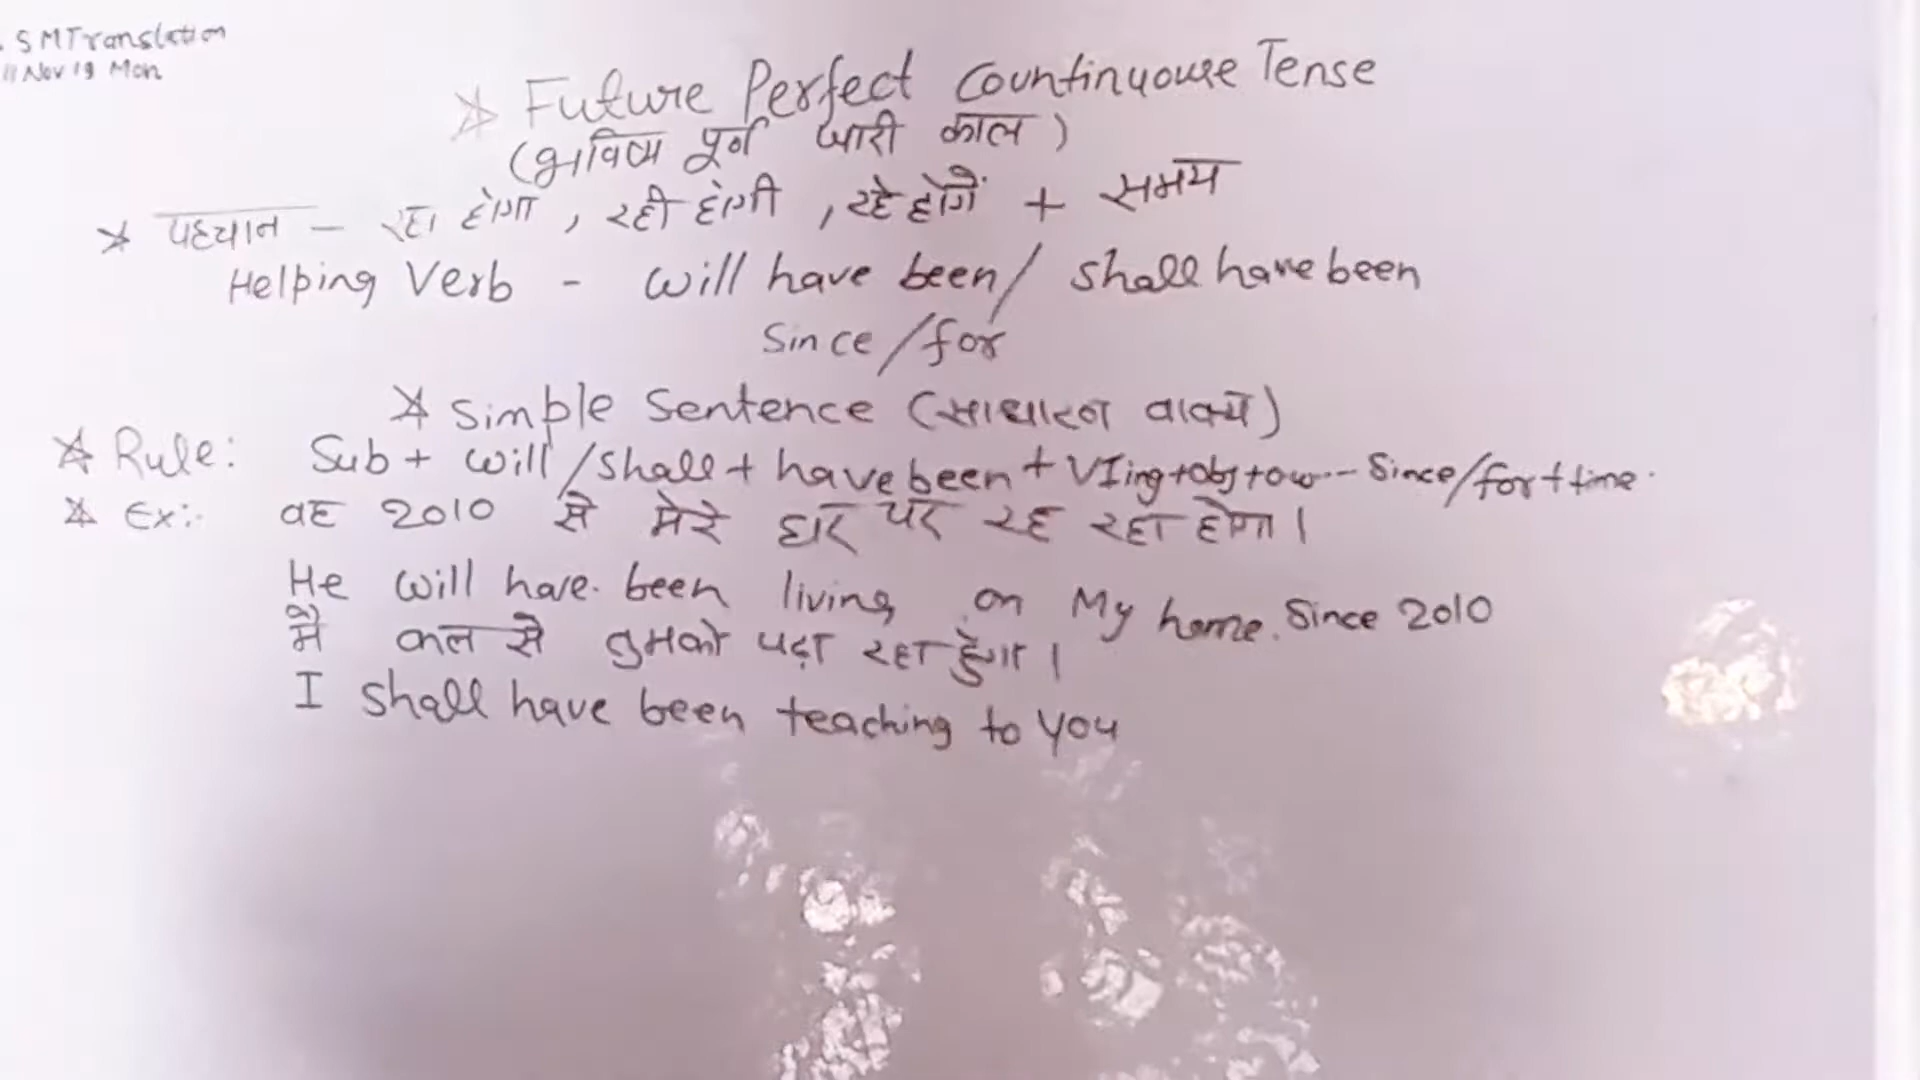 SMTranslation
11 Nov 19 Mon
Future Perfect Countinuouse Tense
(भविष्य पूर्ण जारी काल)
पहचान - रहा होगा, रही होगी, रहे होगें + समय
Helping Verb - will have been/ shall have been
Since/for
Simple Sentence (साधारन वाक्य)
Rule: Sub + will/shall + have been + VIing+obj+ow-- Since/for+time.
Ex:- वह 2010 से मेरे घर पर रह रहा होगा।
He will have been living on My home. Since 2010
मै कल से तुमको पढ़ा रहा हुंगा।
I shall have been teaching to you